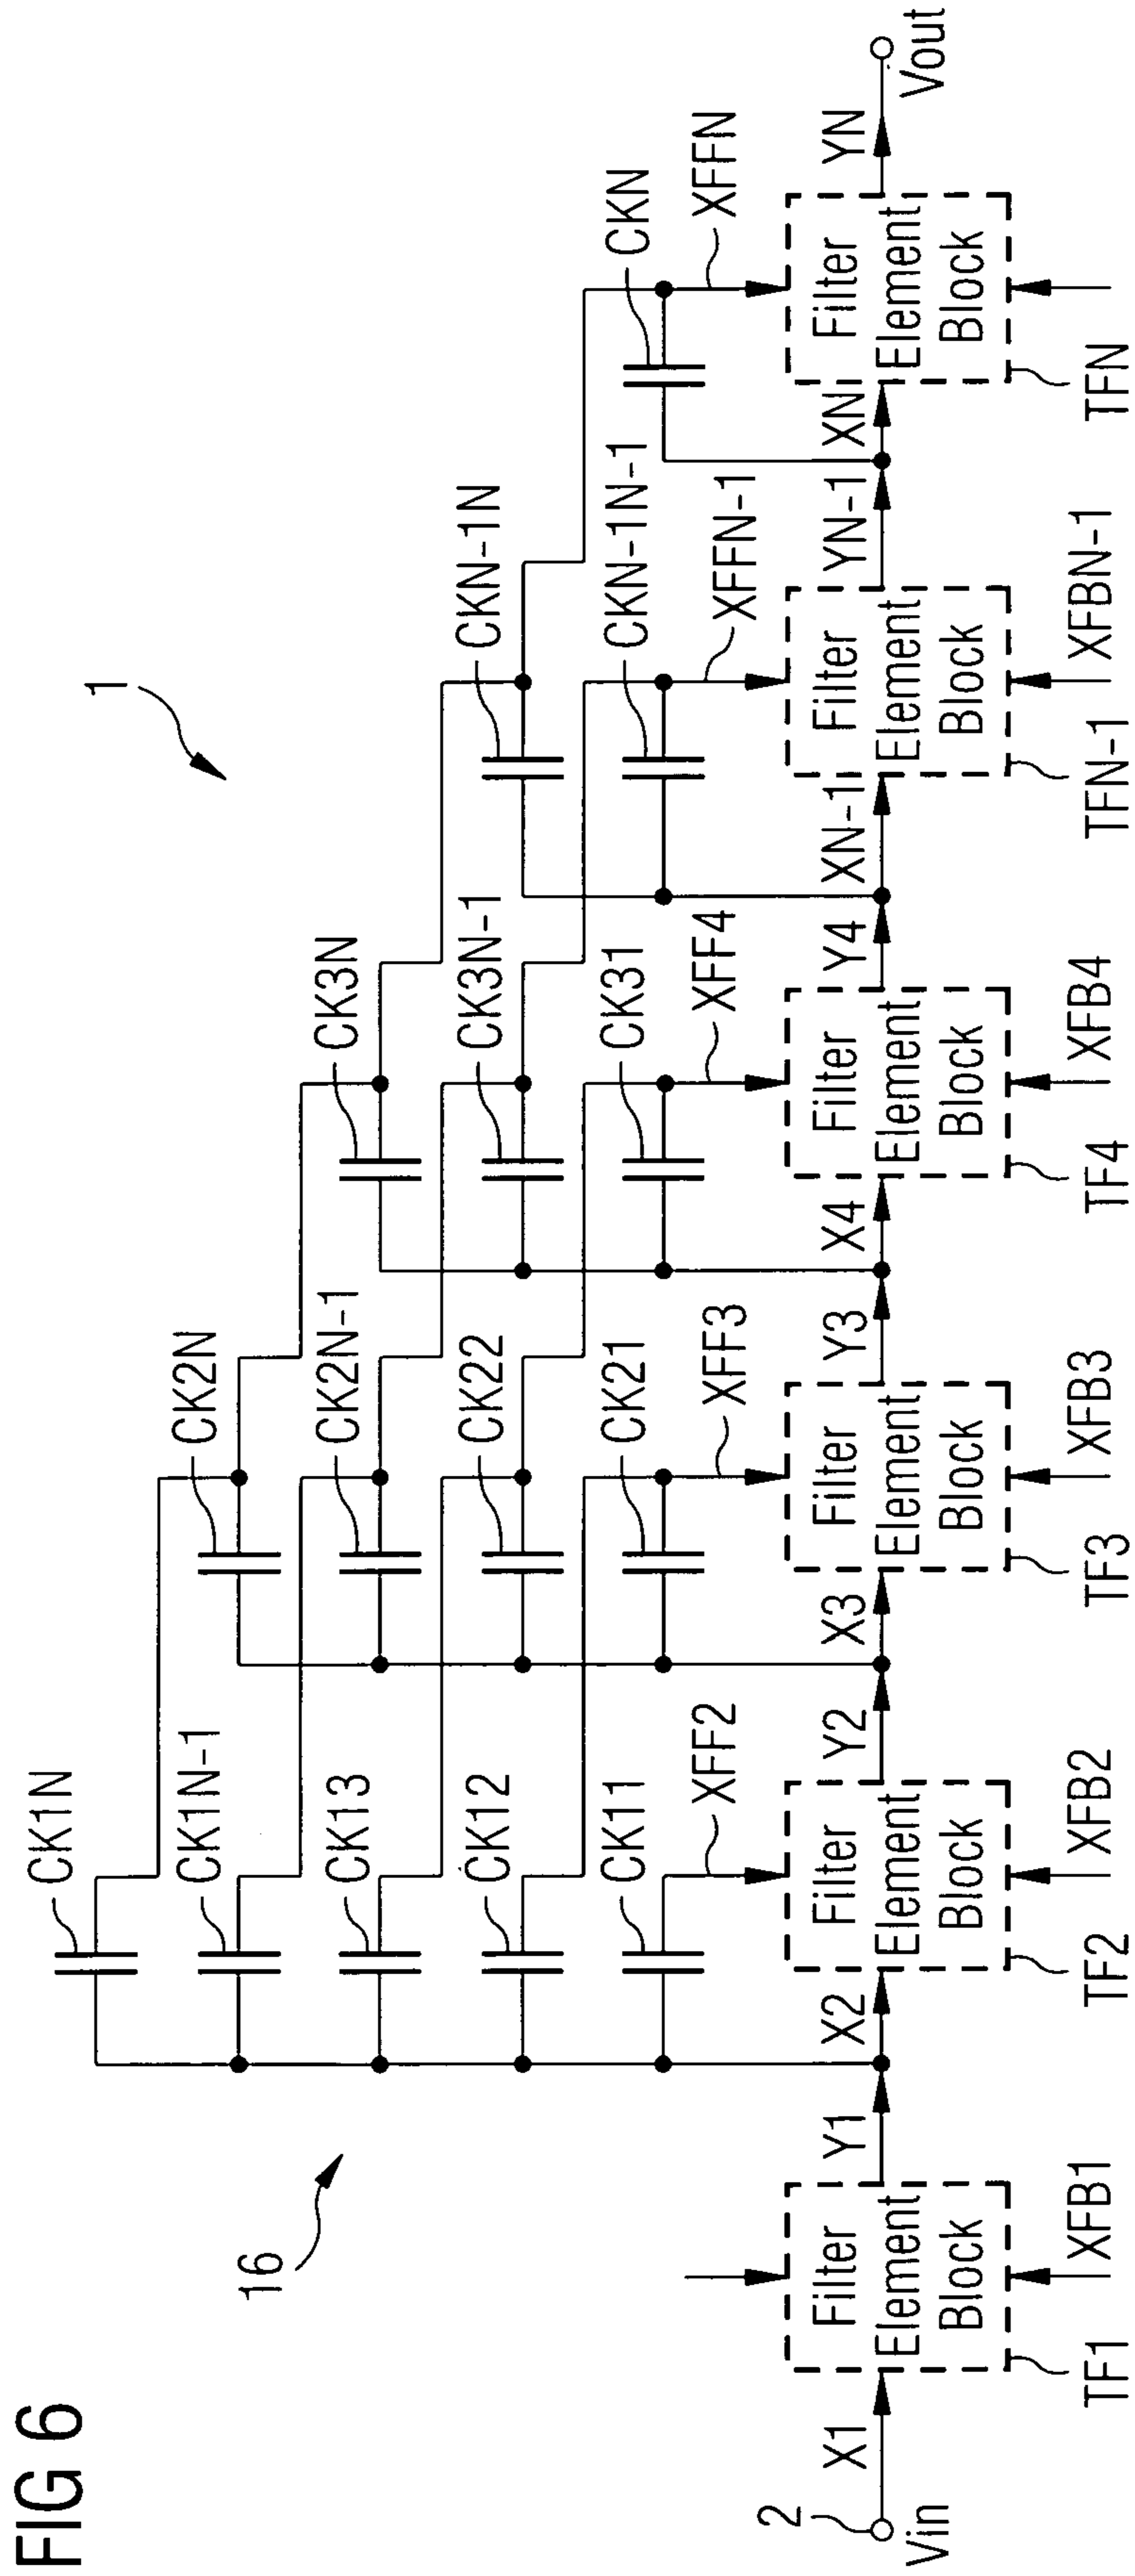 FIG 6
1
16
CK1N
CK2N
CK3N
CKN-1N
CKN
CK1N-1
CK2N-1
CK3N-1
CKN-1N-1
CK13
CK22
CK31
CK12
CK21
CK11
XFF2
XFF3
XFF4
XFFN-1
XFFN
2
Vin
X1
Filter
Element
Block
Y1
X2
Filter
Element
Block
Y2
X3
Filter
Element
Block
Y3
X4
Filter
Element
Block
Y4
XN-1
Filter
Element
Block
YN-1
XN
Filter
Element
Block
YN
Vout
TF1
XFB1
TF2
XFB2
TF3
XFB3
TF4
XFB4
TFN-1
XFBN-1
TFN